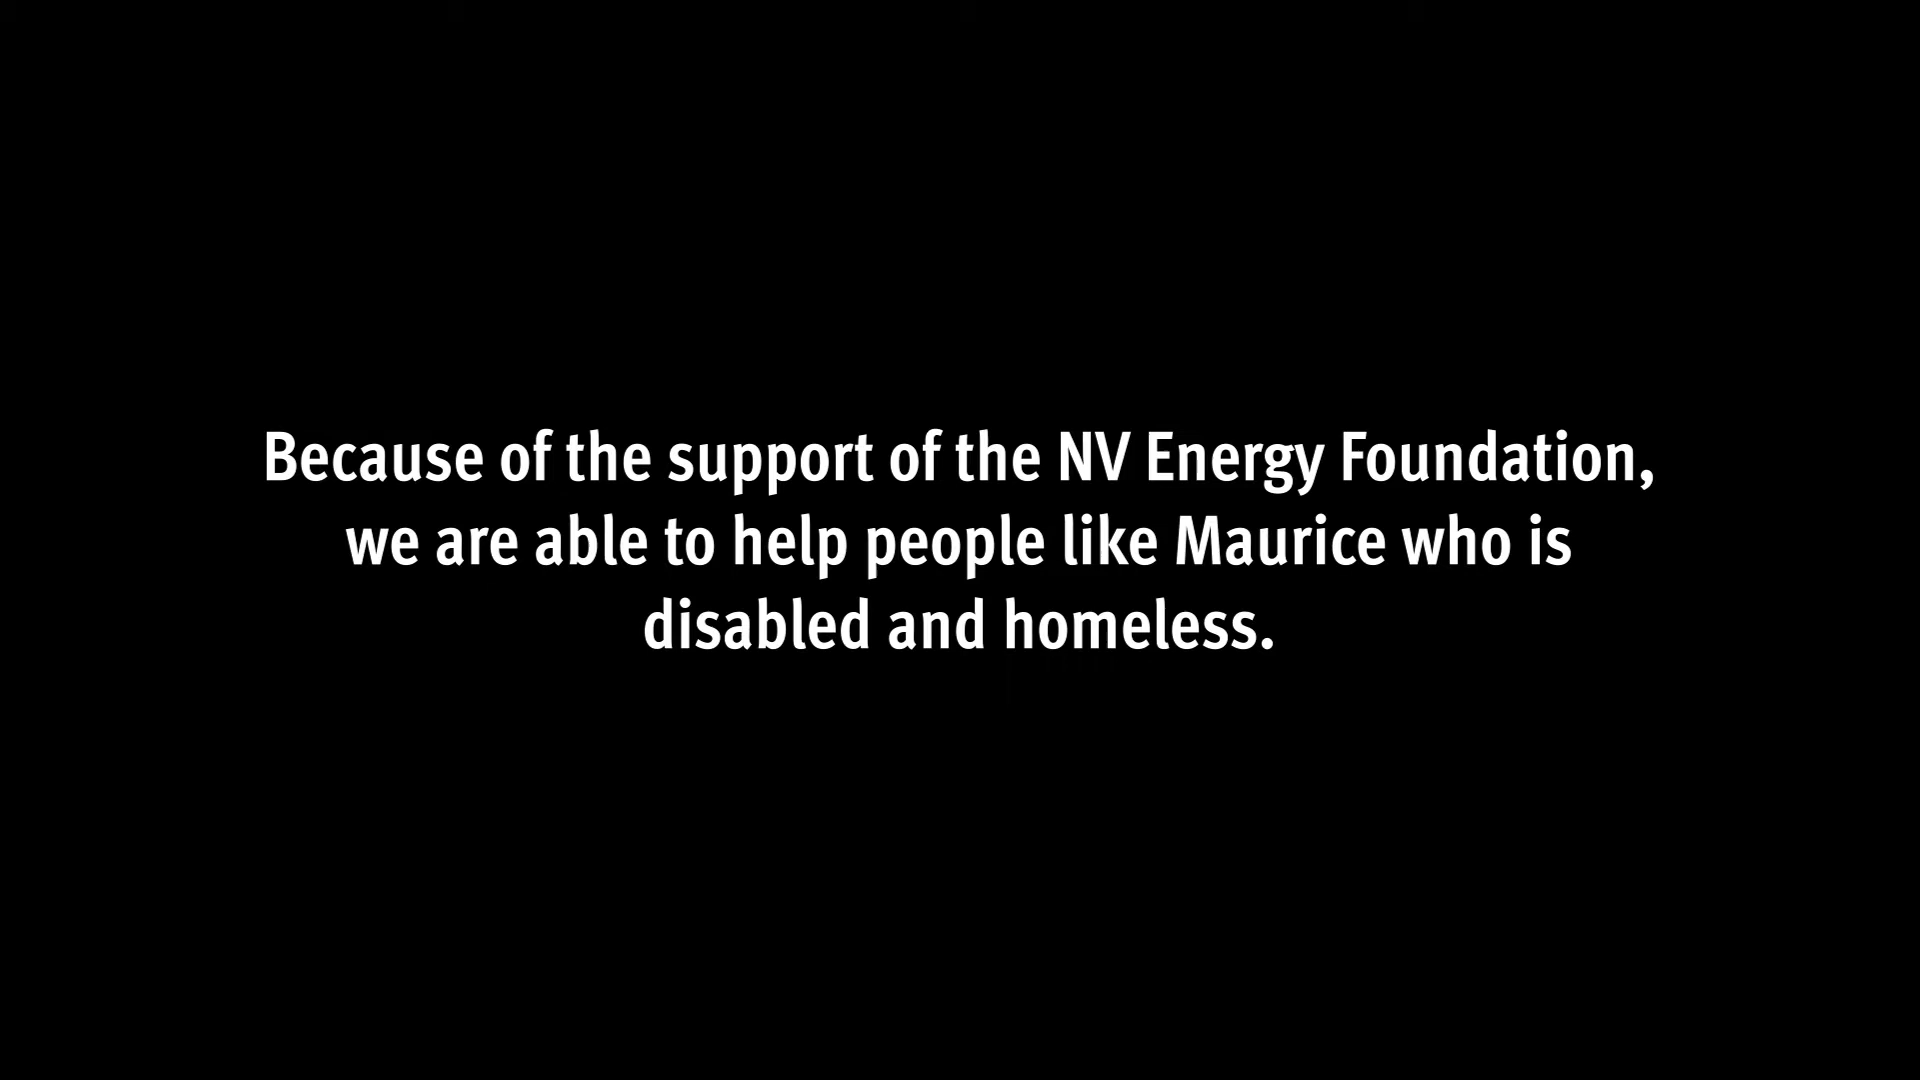 Because of the support of the NV Energy Foundation,
we are able to help people like Maurice who is
disabled and homeless.